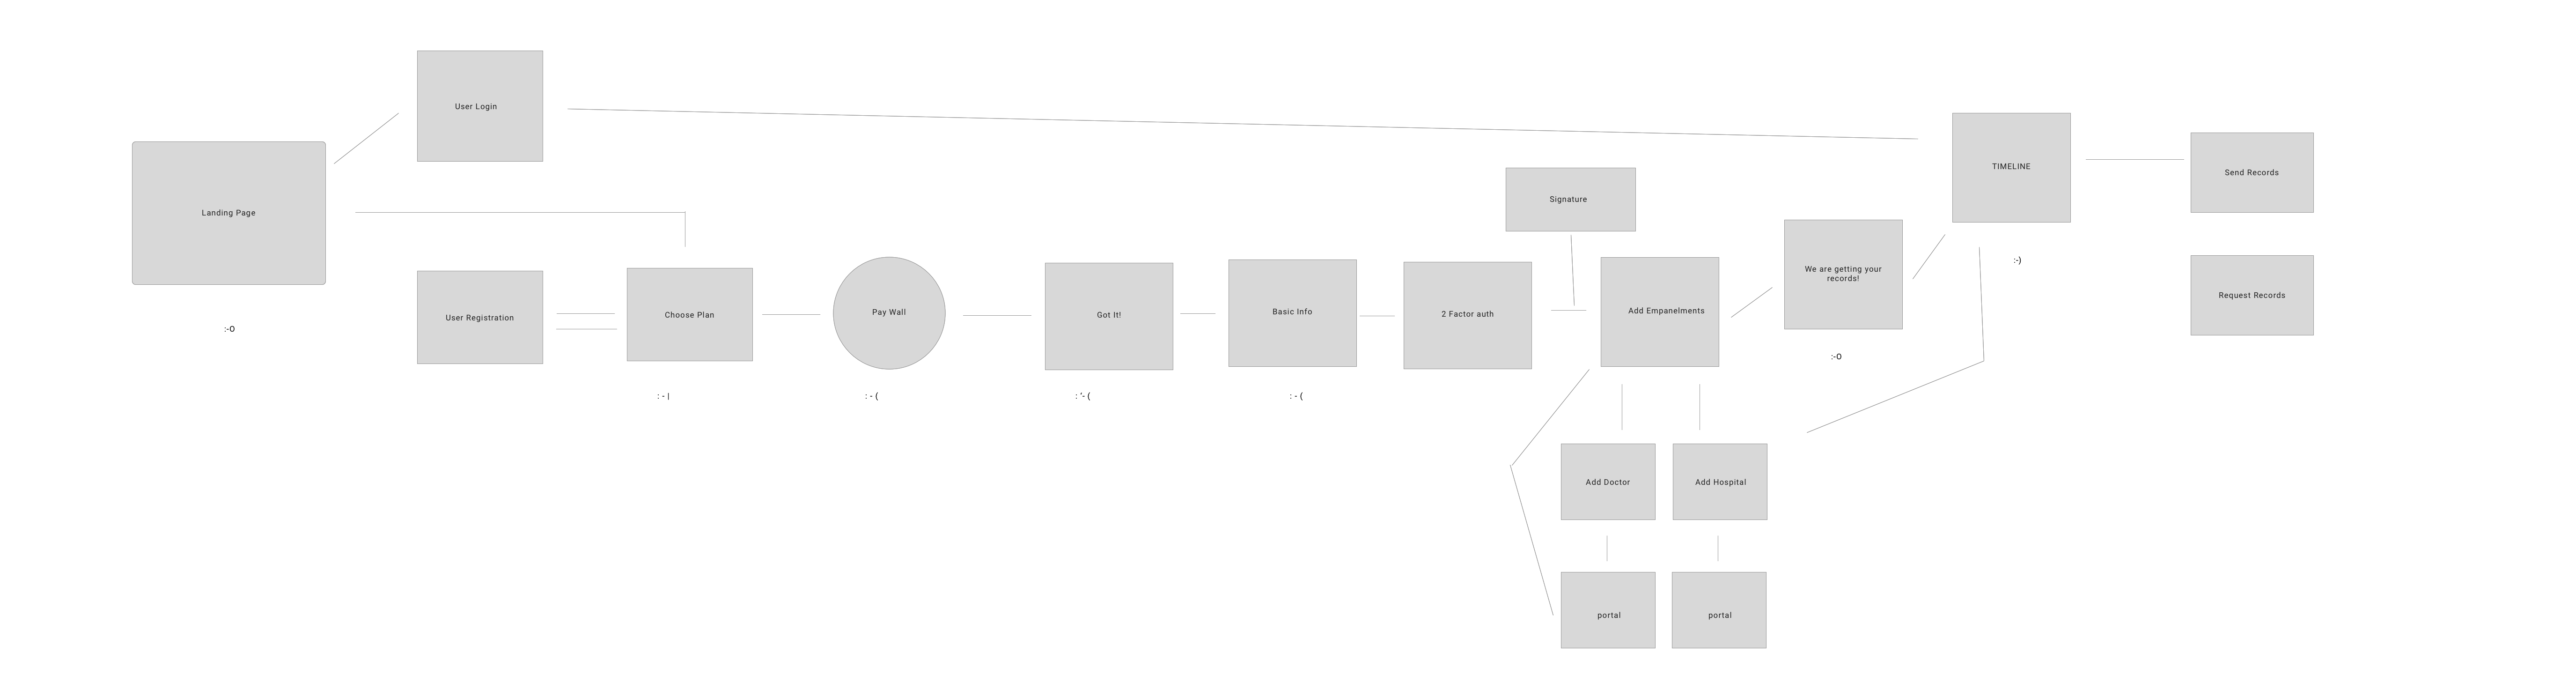 User Login
Landing Page
:-O
User Registration
Choose Plan
: - |
Pay Wall
: - (
Got It!
: '- (
Basic Info
: - (
2 Factor auth
Signature
Add Empanelments
Add Doctor
Add Hospital
portal
portal
We are getting your
records!
:-O
TIMELINE
:-)
Send Records
Request Records